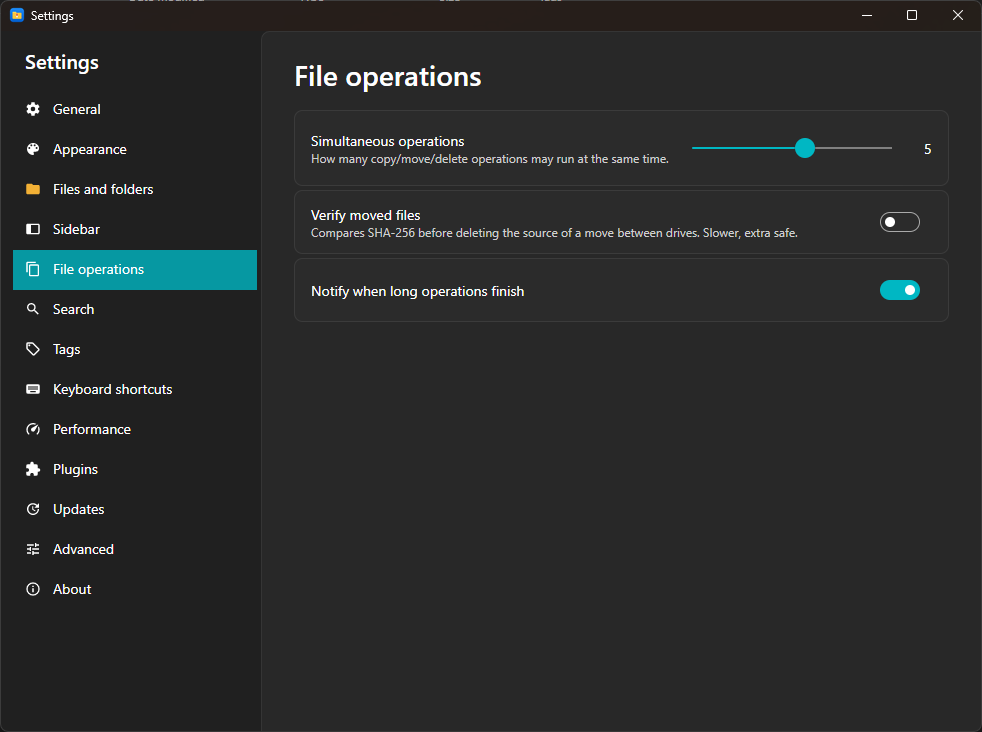 Settings
Settings
General
Appearance
Files and folders
Sidebar
File operations
Search
Tags
Keyboard shortcuts
Performance
Plugins
Updates
Advanced
About
File operations
Simultaneous operations
How many copy/move/delete operations may run at the same time.
5
Verify moved files
Compares SHA-256 before deleting the source of a move between drives. Slower, extra safe.
Notify when long operations finish